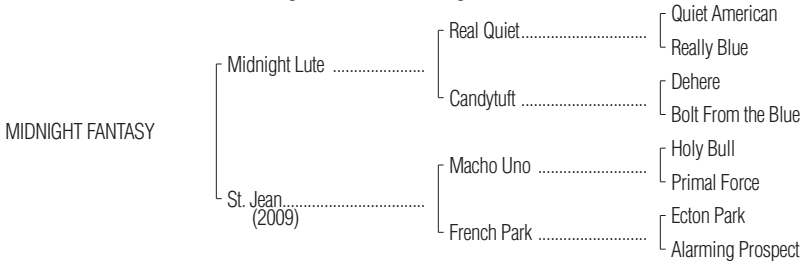 Quiet American
Real Quiet..............................
Really Blue
Midnight Lute ......................
Dehere
Candytuft ..............................
Bolt From the Blue
MIDNIGHT FANTASY
Holy Bull
Macho Uno ..........................
Primal Force
St. Jean..................................
(2009)
Ecton Park
French Park ..........................
Alarming Prospect